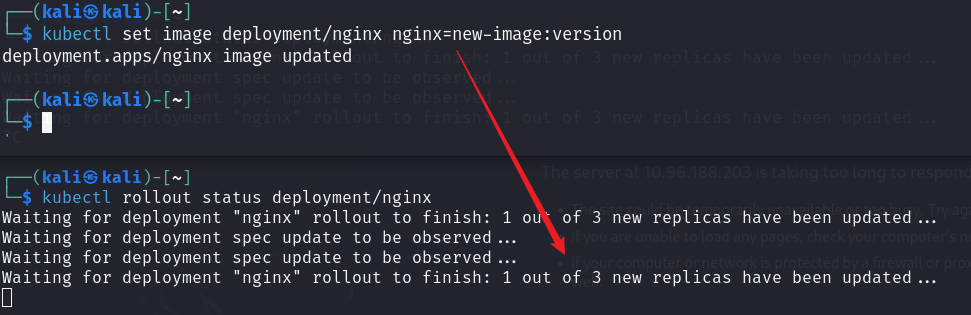 ┌──(kali㉿kali)-[~]
└─$ kubectl set image deployment/nginx nginx=new-image:version
deployment.apps/nginx image updated
┌──(kali㉿kali)-[~]
└─$
┌──(kali㉿kali)-[~]
└─$ kubectl rollout status deployment/nginx
The server at 10.96.188.203 is taking too long to respond
Waiting for deployment "nginx" rollout to finish: 1 out of 3 new replicas have been updated...
Waiting for deployment spec update to be observed...
If you are unable to load any pages, check your computer's n
Waiting for deployment spec update to be observed...
If your computer or network is protected by a firewall or pro
Waiting for deployment "nginx" rollout to finish: 1 out of 3 new replicas have been updated...